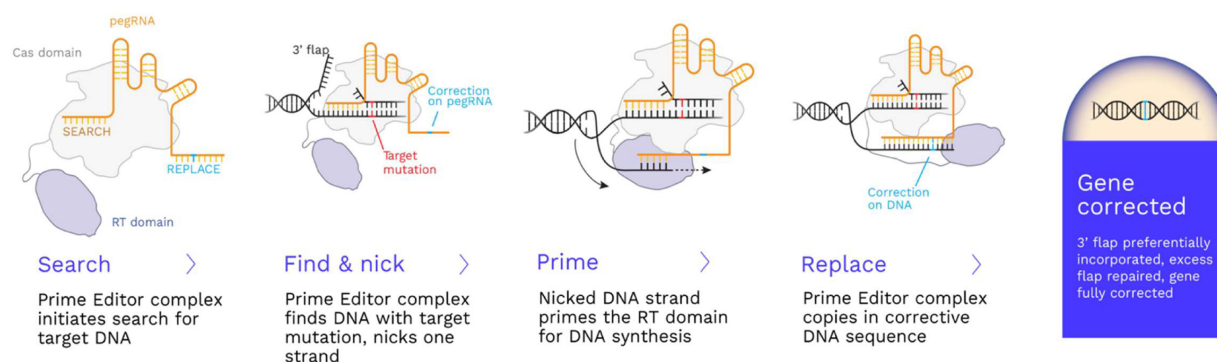 pegRNA
Cas domain
SEARCH
REPLACE
RT domain
Search
Prime Editor complex
initiates search for
target DNA
3' flap
Correction
on pegRNA
Target
mutation
Find & nick
Prime Editor complex
finds DNA with target
mutation, nicks one
strand
Prime
Nicked DNA strand
primes the RT domain
for DNA synthesis
Correction
on DNA
Replace
Prime Editor complex
copies in corrective
DNA sequence
Gene
corrected
3' flap preferentially
incorporated, excess
flap repaired, gene
fully corrected